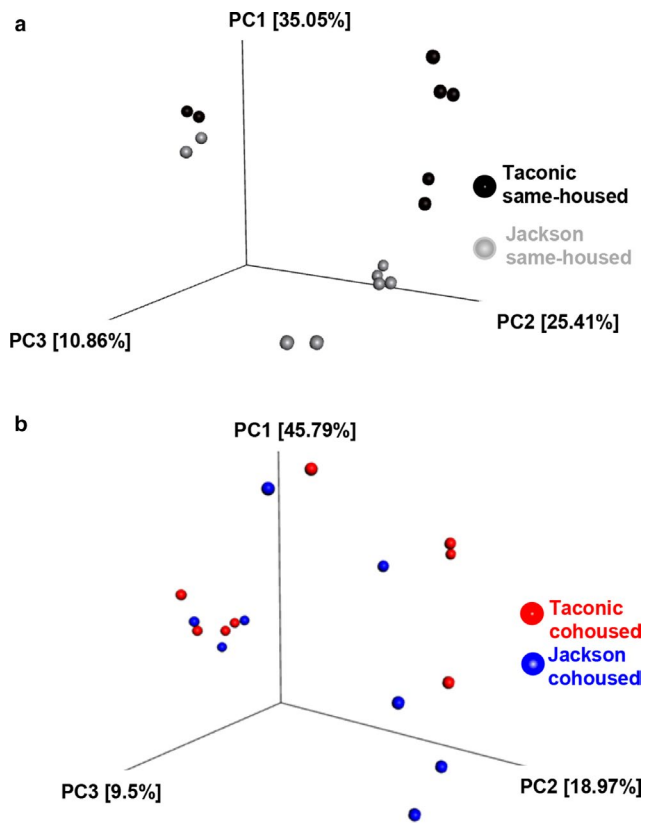 a
PC1 [35.05%]
Taconic
same-housed
Jackson
same-housed
PC2 [25.41%]
PC3 [10.86%]
b
PC1 [45.79%]
Taconic
cohoused
Jackson
cohoused
PC2 [18.97%]
PC3 [9.5%]